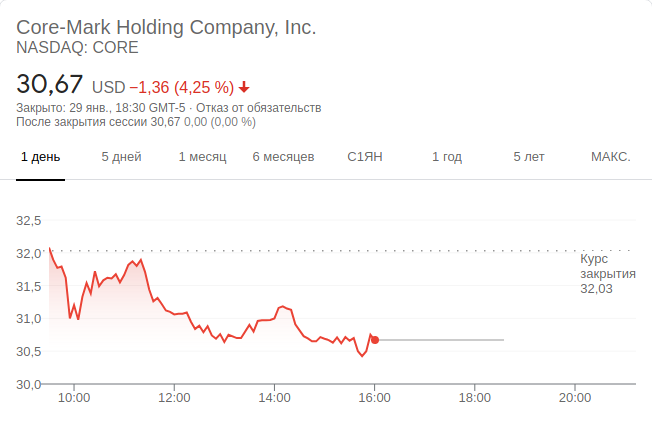 Core-Mark Holding Company, Inc.
NASDAQ: CORE
30,67 USD −1,36 (4,25 %)
Закрыто: 29 янв., 18:30 GMT-5 · Отказ от обязательств
После закрытия сессии 30,67 0,00 (0,00 %)
1 день 5 дней 1 месяц 6 месяцев С1ЯН 1 год 5 лет МАКС.
32,5
32,0
Курс
закрытия
32,03
31,5
31,0
30,5
30,0
10:00 12:00 14:00 16:00 18:00 20:00